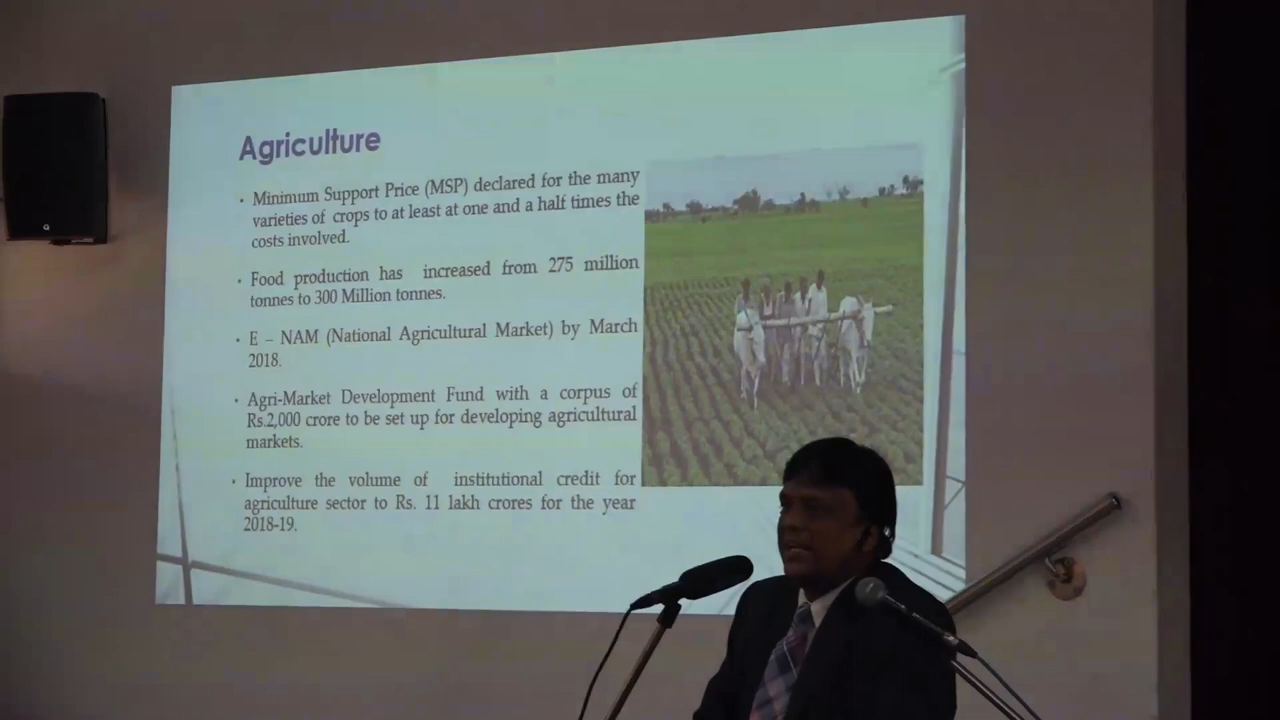 Agriculture
• Minimum Support Price (MSP) declared for the many
varieties of crops to at least at one and a half times the
costs involved.
• Food production has increased from 275 million
tonnes to 300 Million tonnes.
• E – NAM (National Agricultural Market) by March
2018.
• Agri-Market Development Fund with a corpus of
Rs.2,000 crore to be set up for developing agricultural
markets.
• Improve the volume of institutional credit for
agriculture sector to Rs. 11 lakh crores for the year
2018-19.